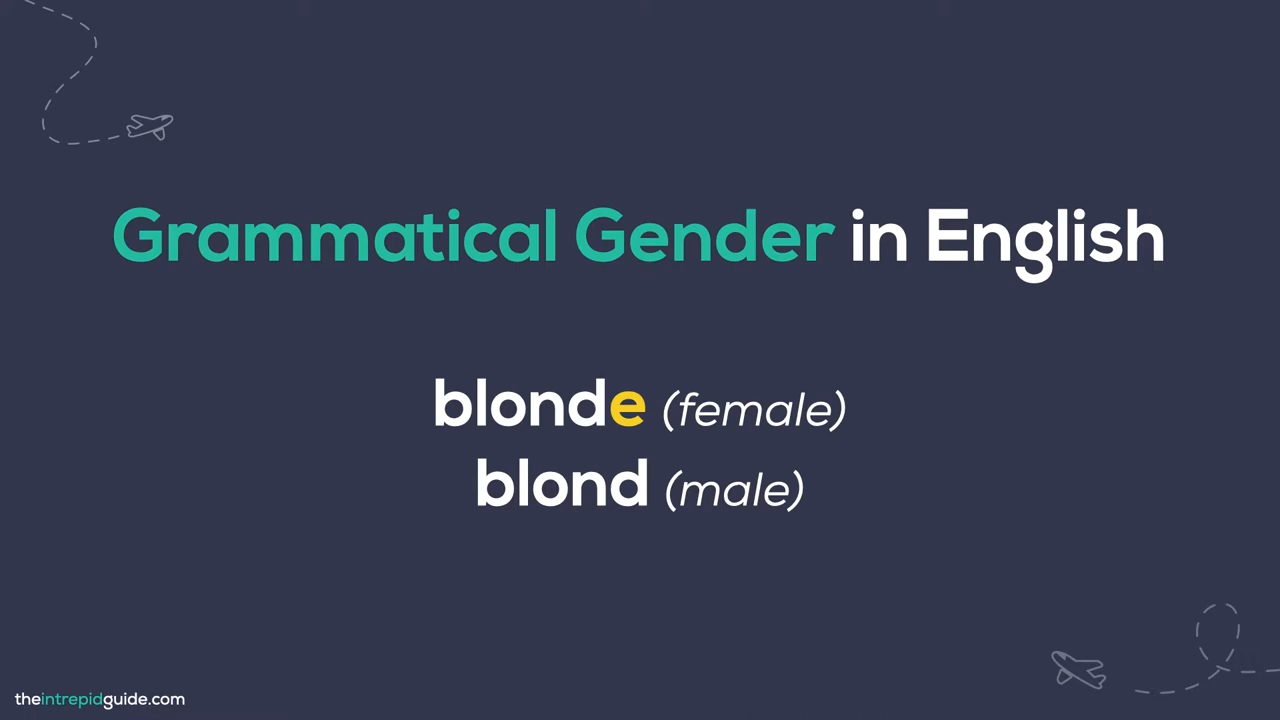 Grammatical Gender in English
blonde (female)
blond (male)
theintrepidguide.com